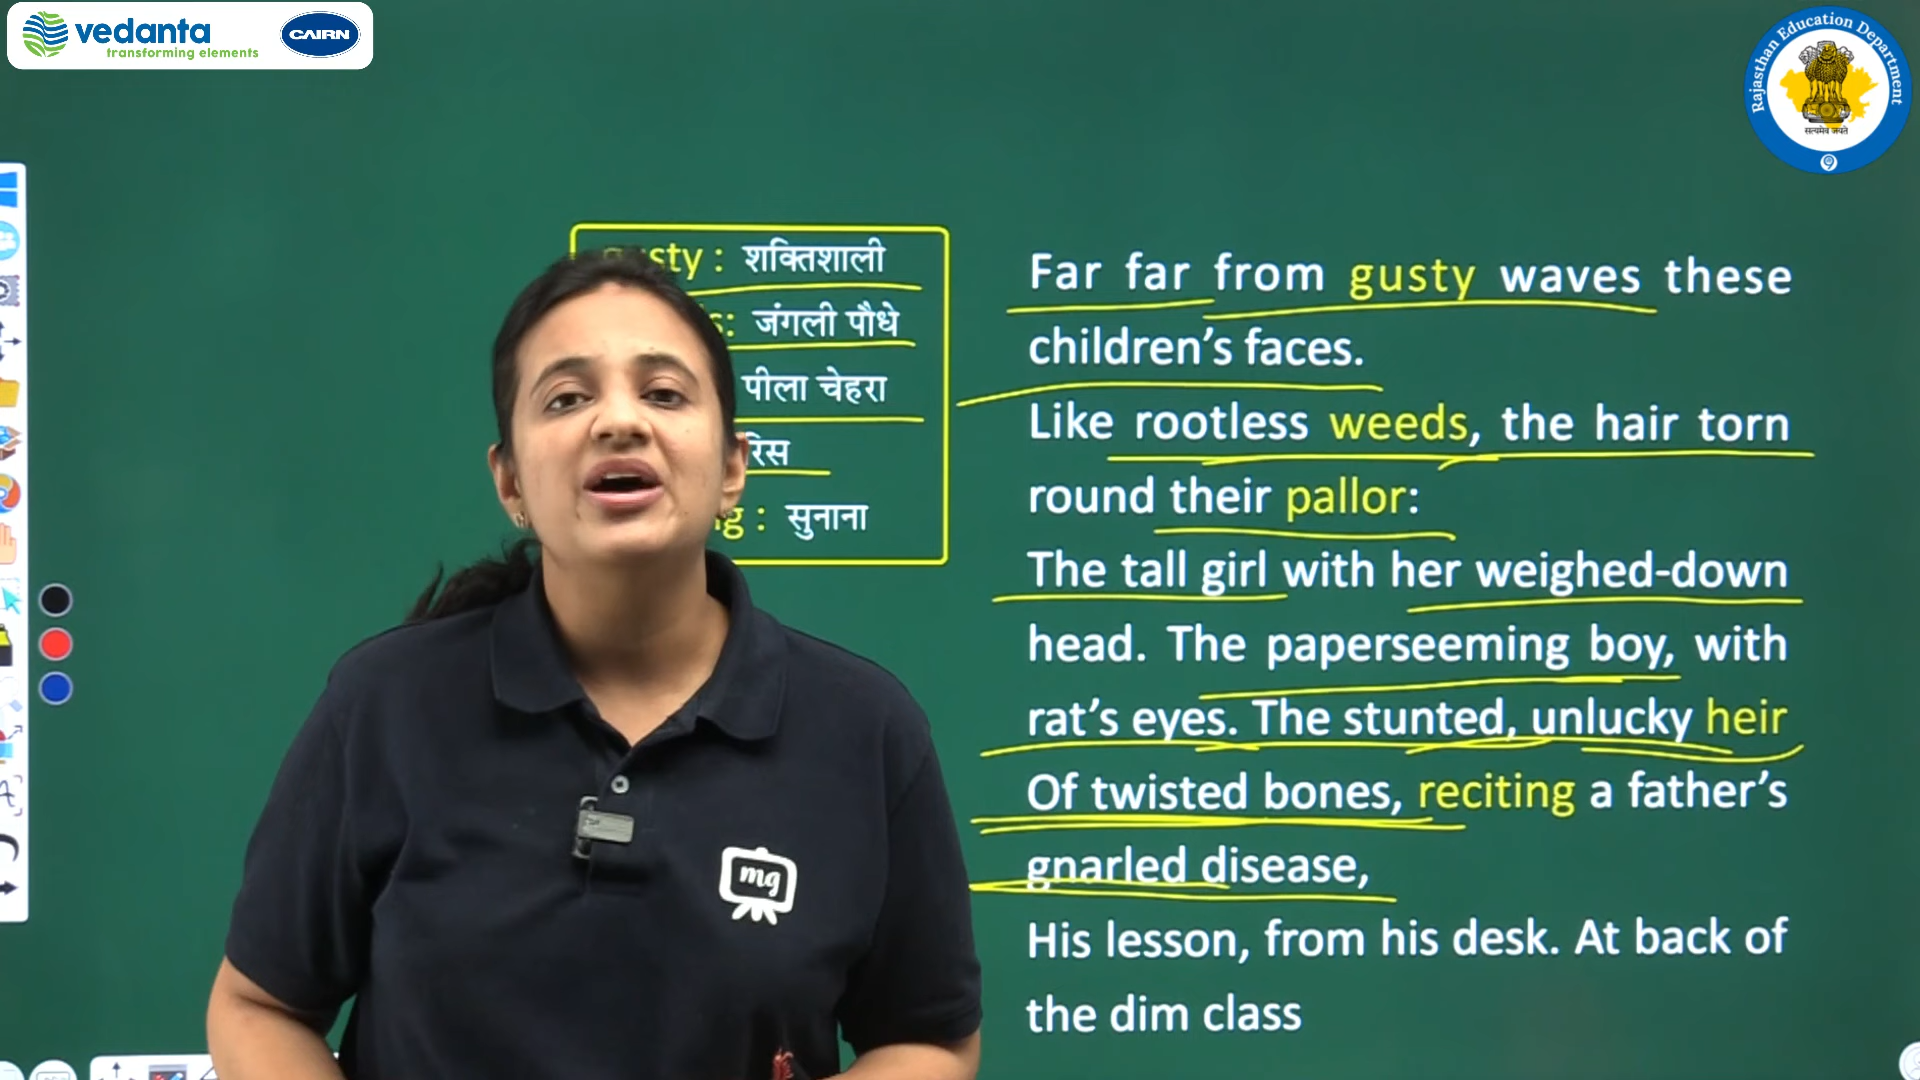 vedanta
transforming elements
CAIRN
Rajasthan Education Department
सत्यमेव जयते
शक्तिशाली
जंगली पौधे
पीला चेहरा
सुनाना
Far far from gusty waves these
children’s faces.
Like rootless weeds, the hair torn
round their pallor:
The tall girl with her weighed-down
head. The paperseeming boy, with
rat’s eyes. The stunted, unlucky heir
Of twisted bones, reciting a father’s
gnarled disease,
His lesson, from his desk. At back of
the dim class
mg